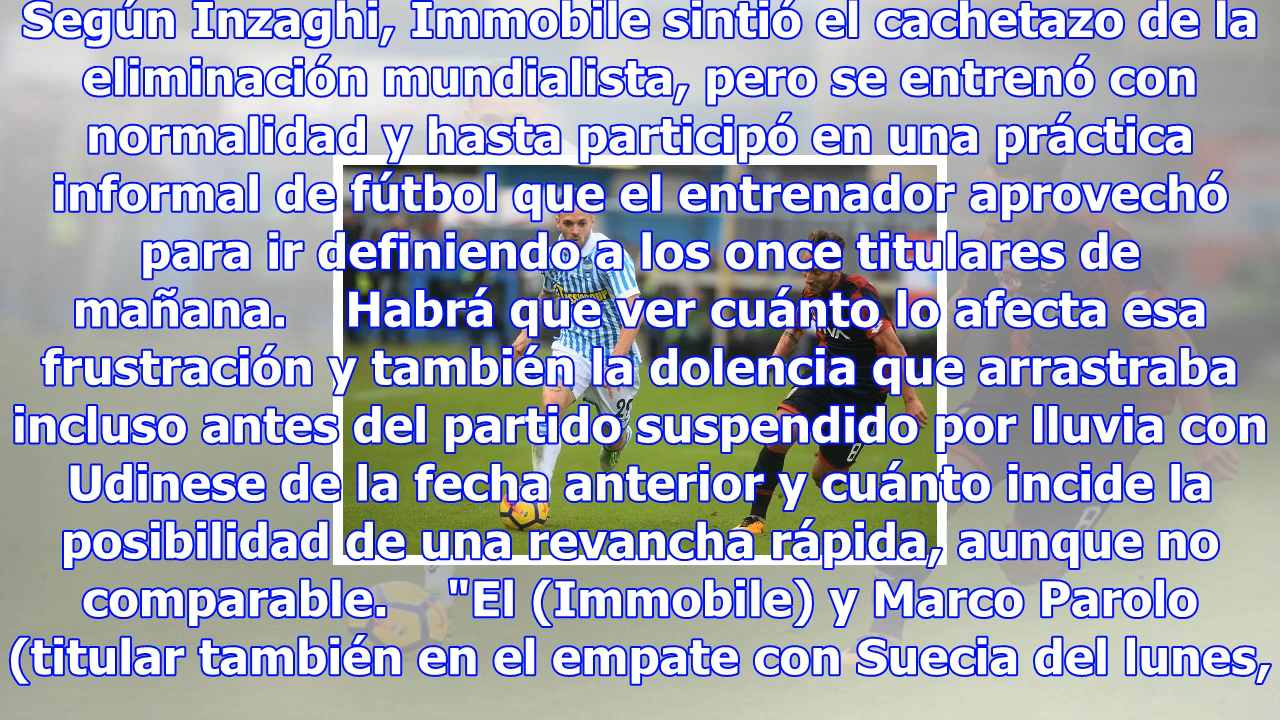 Según Inzaghi, Immobile sintió el cachetazo de la
eliminación mundialista, pero se entrenó con
normalidad y hasta participó en una práctica
informal de fútbol que el entrenador aprovechó
para ir definiendo a los once titulares de
mañana. Habrá que ver cuánto lo afecta esa
frustración y también la dolencia que arrastraba
incluso antes del partido suspendido por lluvia con
Udinese de la fecha anterior y cuánto incide la
posibilidad de una revancha rápida, aunque no
comparable. "El (Immobile) y Marco Parolo
(titular también en el empate con Suecia del lunes,
29
8
8